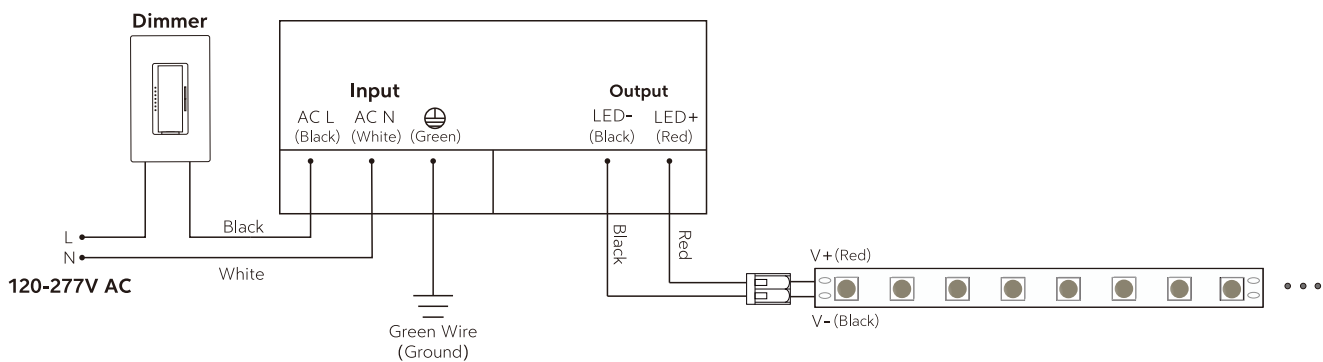 Dimmer
Input
Output
AC L
(Black)
AC N
(White)
(Green)
LED-
(Black)
LED+
(Red)
Black
White
L
N
120-277V AC
Green Wire
(Ground)
Black
Red
V+(Red)
V-(Black)